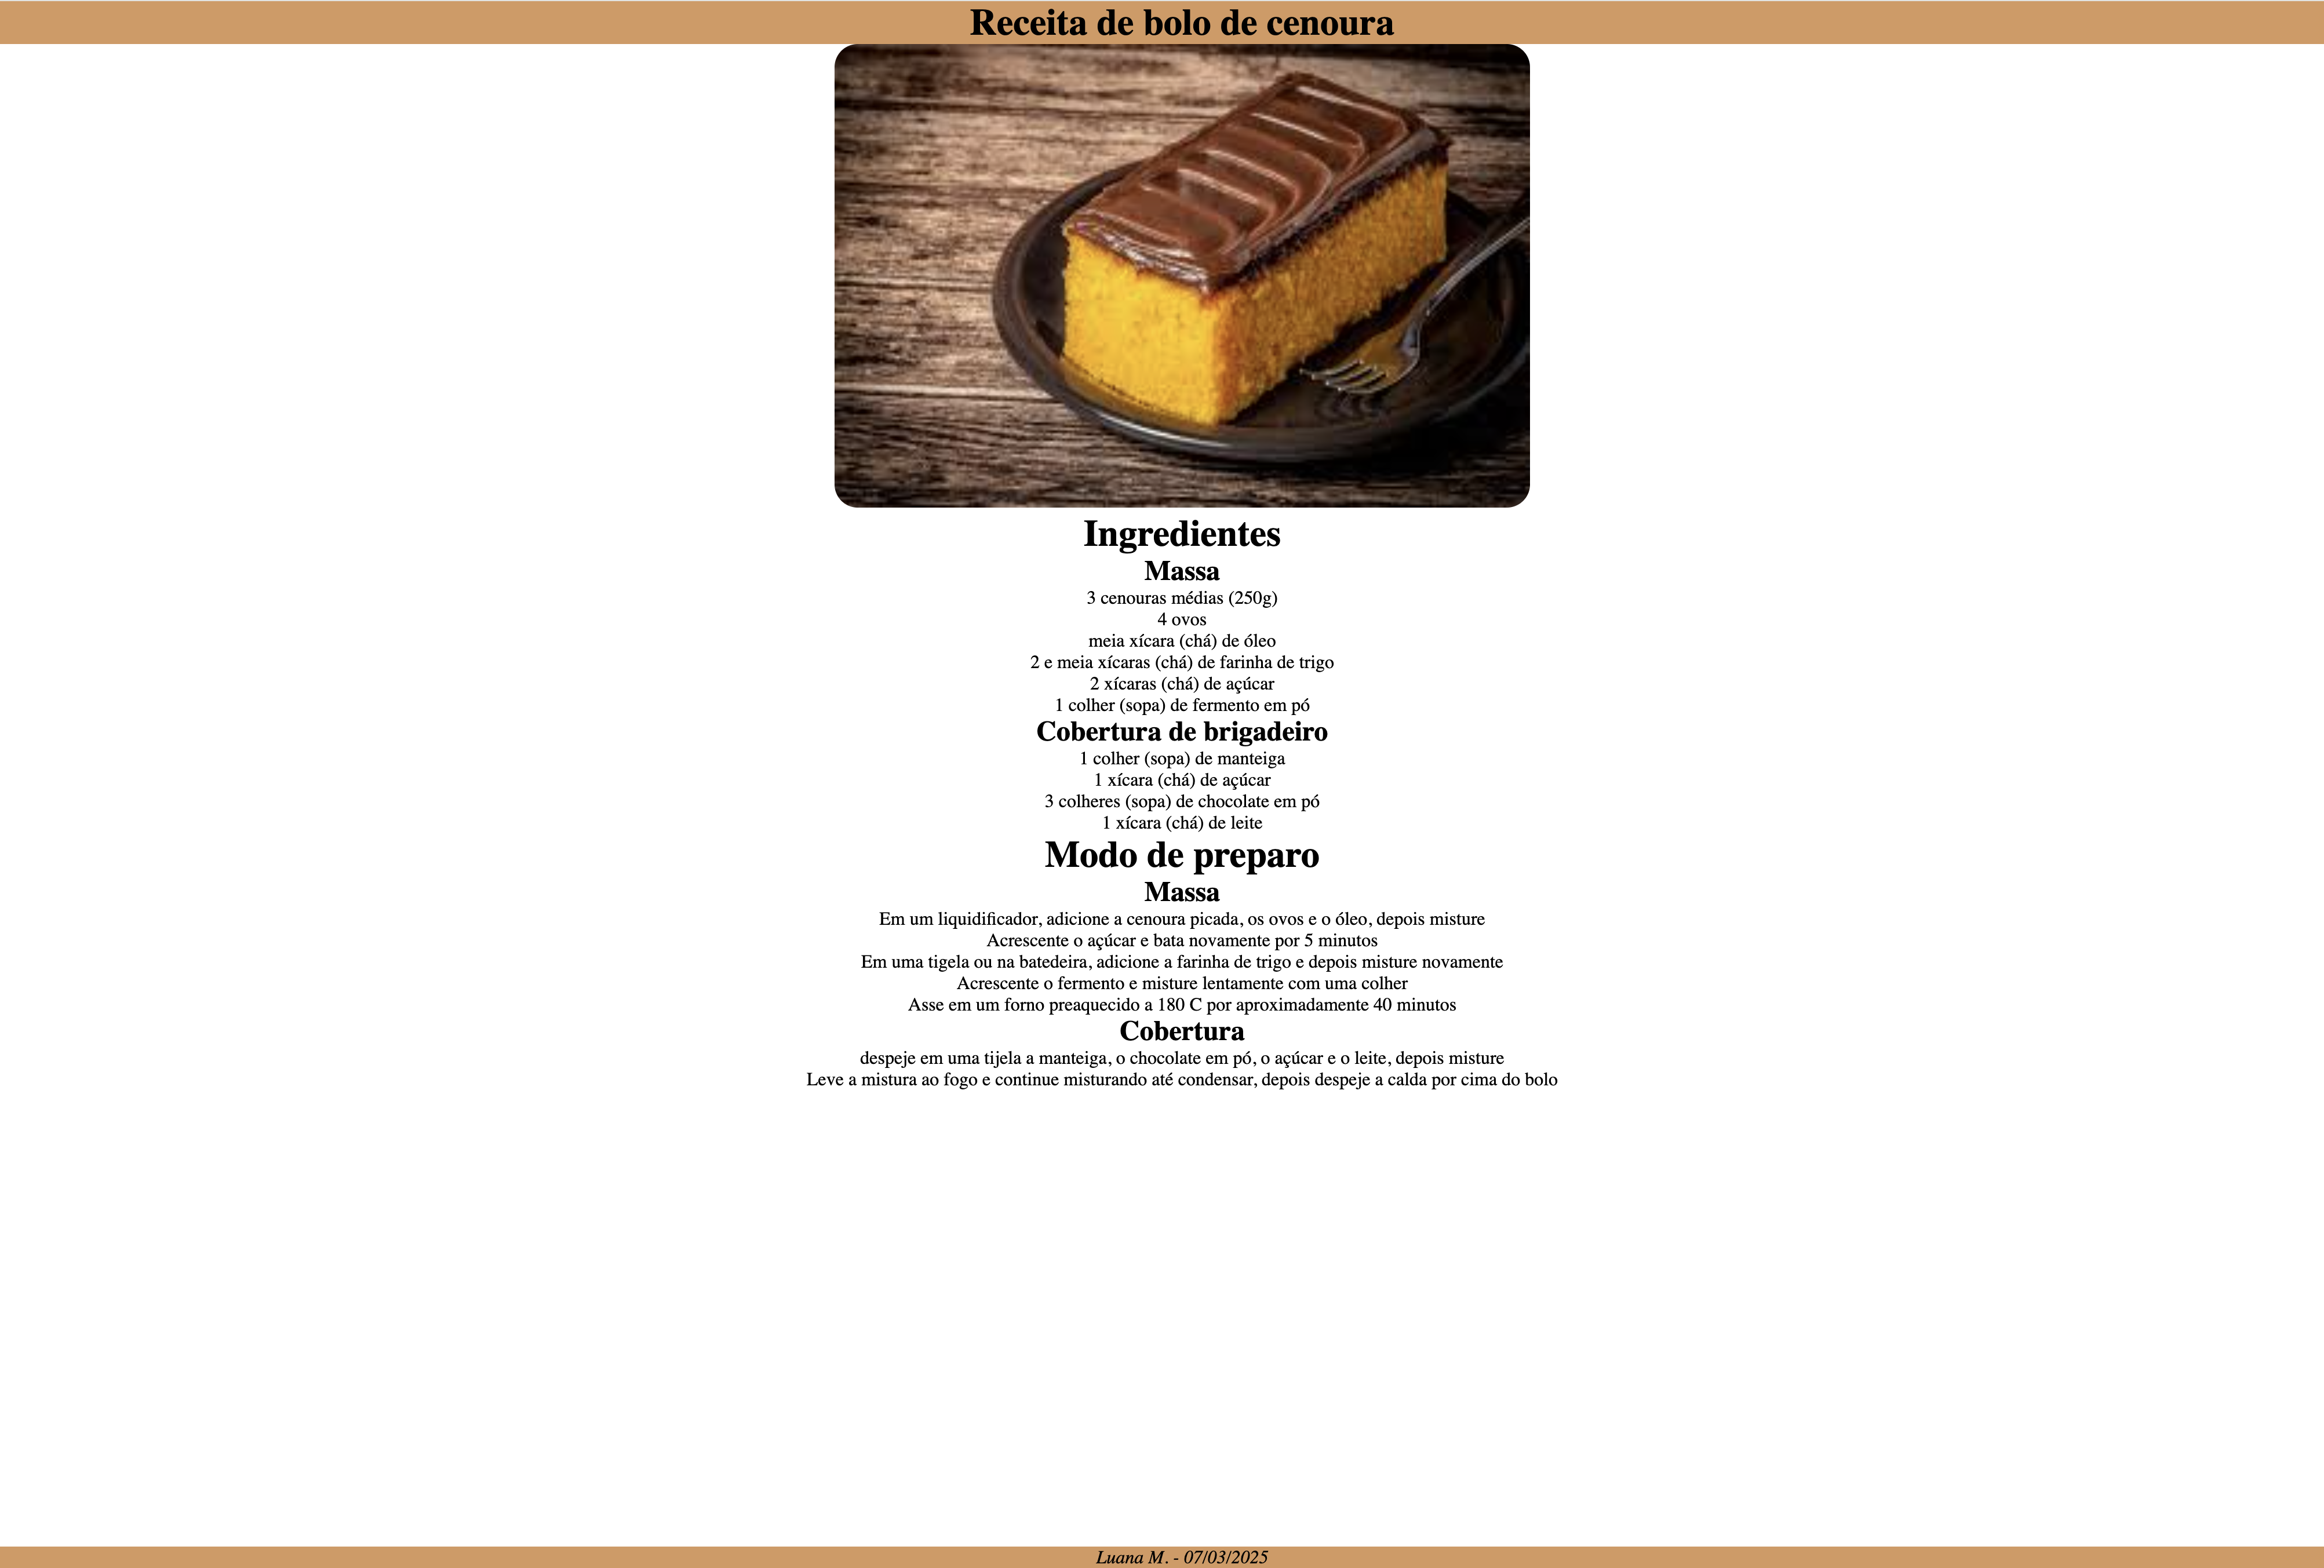 Receita de bolo de cenoura
Ingredientes
Massa
3 cenouras médias (250g)
4 ovos
meia xícara (chá) de óleo
2 e meia xícaras (chá) de farinha de trigo
2 xícaras (chá) de açúcar
1 colher (sopa) de fermento em pó
Cobertura de brigadeiro
1 colher (sopa) de manteiga
1 xícara (chá) de açúcar
3 colheres (sopa) de chocolate em pó
1 xícara (chá) de leite
Modo de preparo
Massa
Em um liquidificador, adicione a cenoura picada, os ovos e o óleo, depois misture
Acrescente o açúcar e bata novamente por 5 minutos
Em uma tigela ou na batedeira, adicione a farinha de trigo e depois misture novamente
Acrescente o fermento e misture lentamente com uma colher
Asse em um forno preaquecido a 180 C por aproximadamente 40 minutos
Cobertura
despeje em uma tijela a manteiga, o chocolate em pó, o açúcar e o leite, depois misture
Leve a mistura ao fogo e continue misturando até condensar, depois despeje a calda por cima do bolo
Luana M. - 07/03/2025